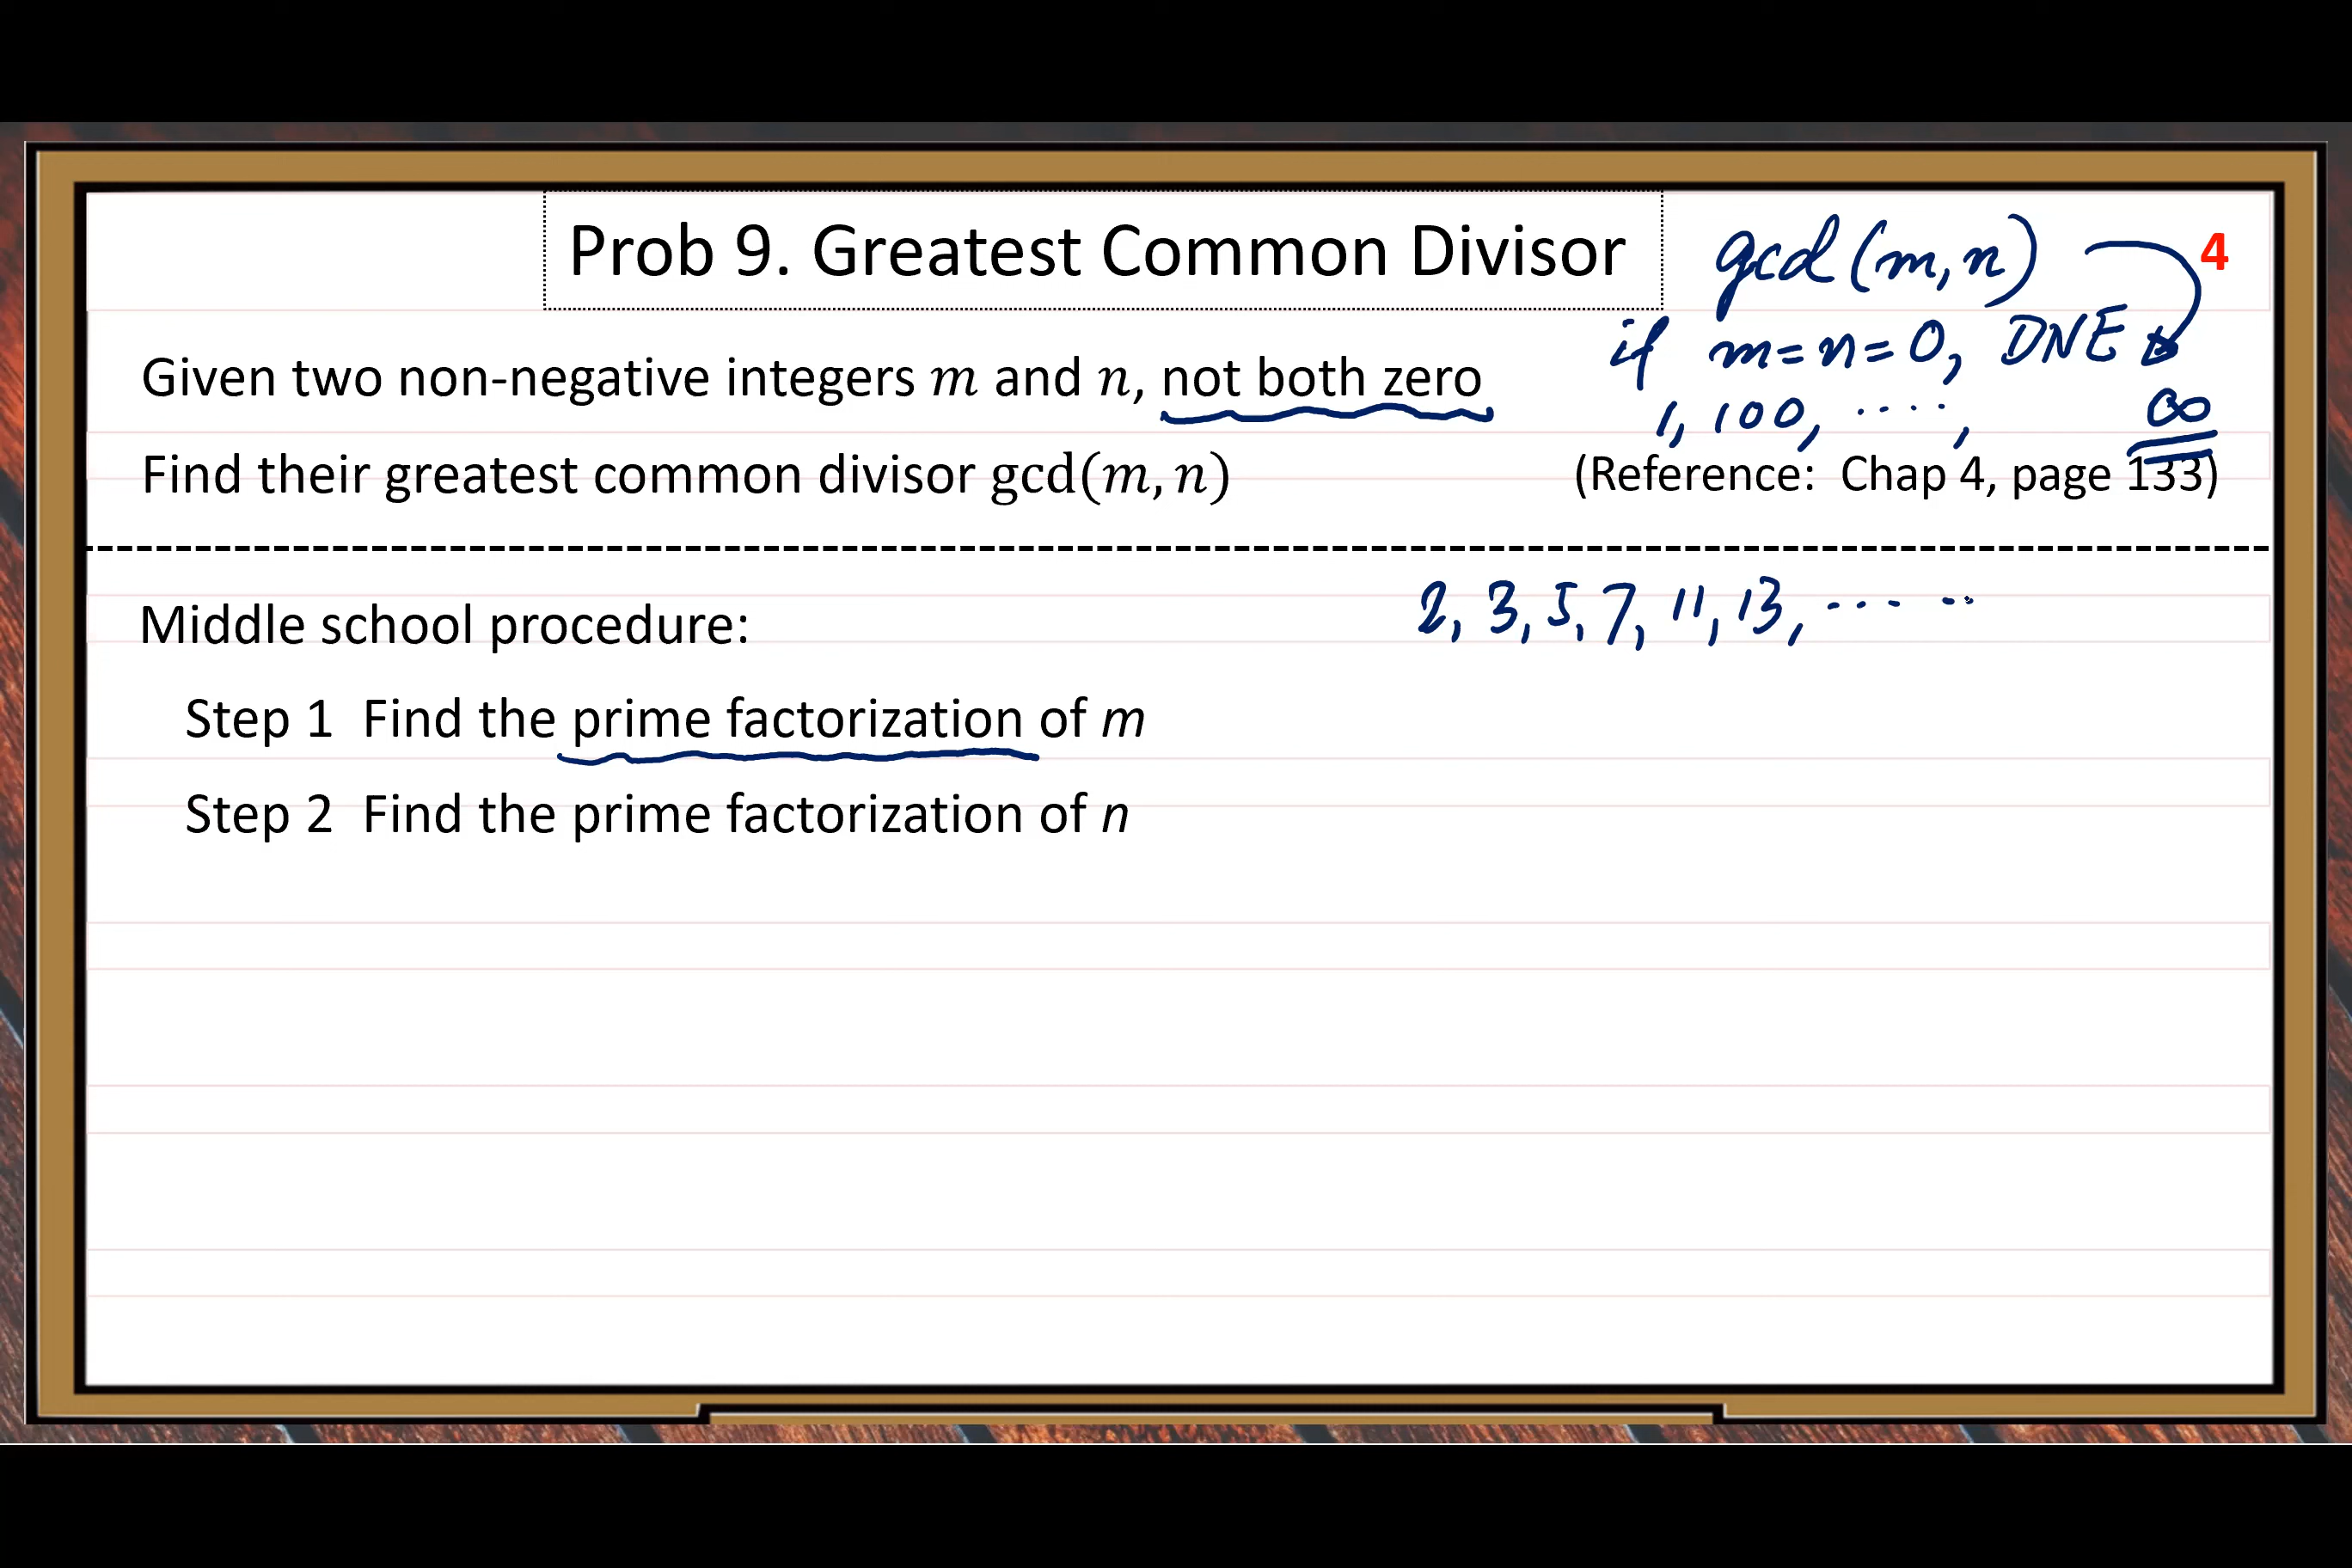 Prob 9. Greatest Common Divisor
gcd(m,n)
4
if m=n=0, DNE
Given two non-negative integers m and n, not both zero
1, 100, ....., ∞
Find their greatest common divisor gcd(m, n)
(Reference: Chap 4, page 133)
2, 3, 5, 7, 11, 13, ... ..
Middle school procedure:
Step 1 Find the prime factorization of m
Step 2 Find the prime factorization of n